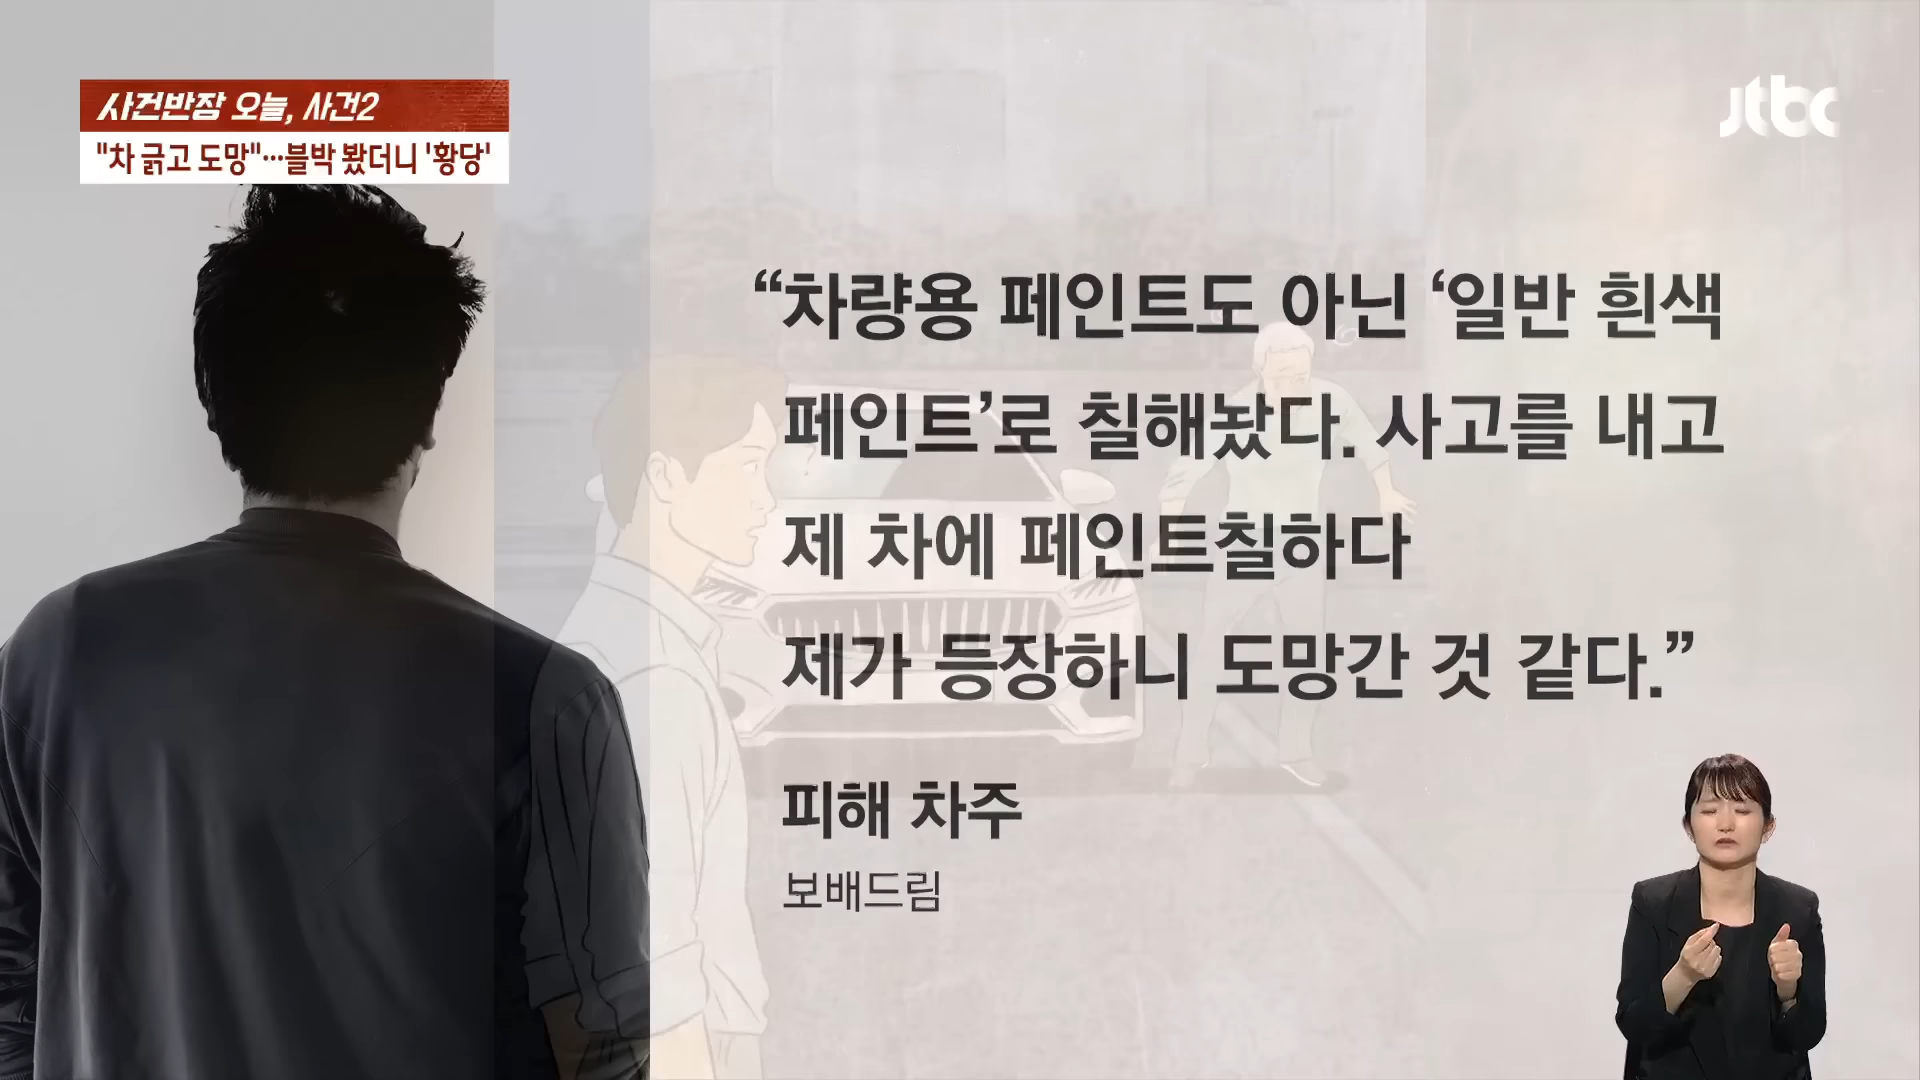 사건반장 오늘, 사건2
"차 긁고 도망"…블박 봤더니 '황당'
jtbc
“차량용 페인트도 아닌 ‘일반 흰색
페인트’로 칠해놨다. 사고를 내고
제 차에 페인트칠하다
제가 등장하니 도망간 것 같다.”
피해 차주
보배드림